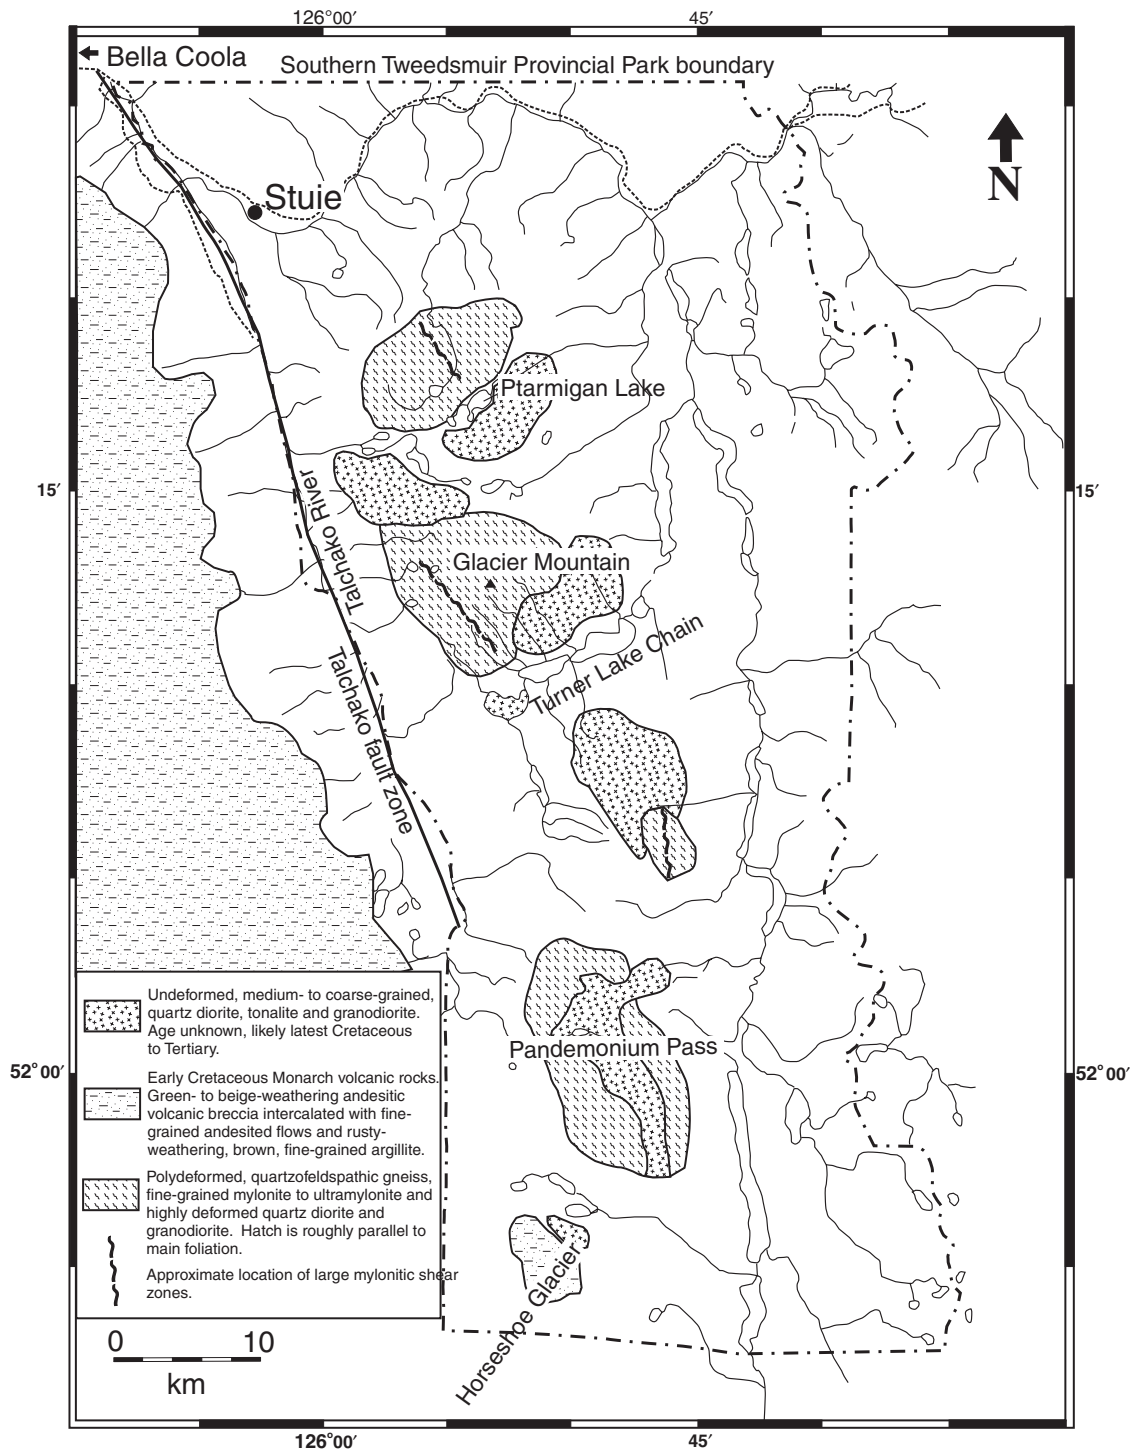 126°00′ 45′
Bella Coola
Southern Tweedsmuir Provincial Park boundary
N
Stuie
Ptarmigan Lake
15′ 15′
Talchako River
Glacier Mountain
Turner Lake Chain
Talchako fault zone
Undeformed, medium- to coarse-grained,
quartz diorite, tonalite and granodiorite.
Age unknown, likely latest Cretaceous
to Tertiary.
Pandemonium Pass
52°00′ 52°00′
Early Cretaceous Monarch volcanic rocks.
Green- to beige-weathering andesitic
volcanic breccia intercalated with fine-
grained andesited flows and rusty-
weathering, brown, fine-grained argillite.
Polydeformed, quartzofeldspathic gneiss,
fine-grained mylonite to ultramylonite and
highly deformed quartz diorite and
granodiorite. Hatch is roughly parallel to
main foliation.
Approximate location of large mylonitic shear
zones.
Horseshoe Glacier
0 10
km
126°00′ 45′